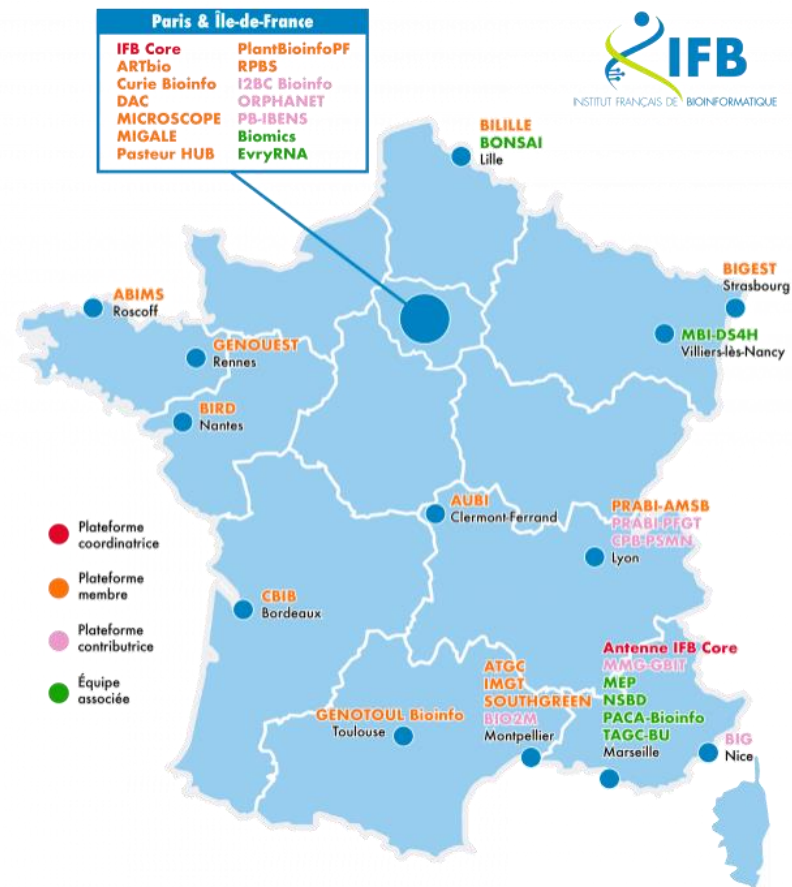 Paris & Île-de-France
IFB Core
ARTbio
Curie Bioinfo
DAC
MICROSCOPE
MIGALE
Pasteur HUB
PlantBioinfoPF
RPBS
I2BC Bioinfo
ORPHANET
PB-IBENS
Biomics
EvryRNA
IFB
INSTITUT FRANÇAIS DE BIOINFORMATIQUE
BILILLE
BONSAI
Lille
BIGEST
Strasbourg
ABIMS
Roscoff
MBI-DS4H
Villiers-lès-Nancy
GENOUEST
Rennes
BIRD
Nantes
AUBI
Clermont-Ferrand
PRABI-AMSB
PRABI-PFGT
CPB-PSMN
Lyon
Plateforme
coordinatrice
Plateforme
membre
Plateforme
contributrice
Équipe
associée
CBIB
Bordeaux
GENOTOUL Bioinfo
Toulouse
ATGC
IMGT
SOUTHGREEN
BIO2M
Montpellier
Antenne IFB Core
MMG-GBIT
MEP
NSBD
PACA-Bioinfo
TAGC-BU
Marseille
BIG
Nice